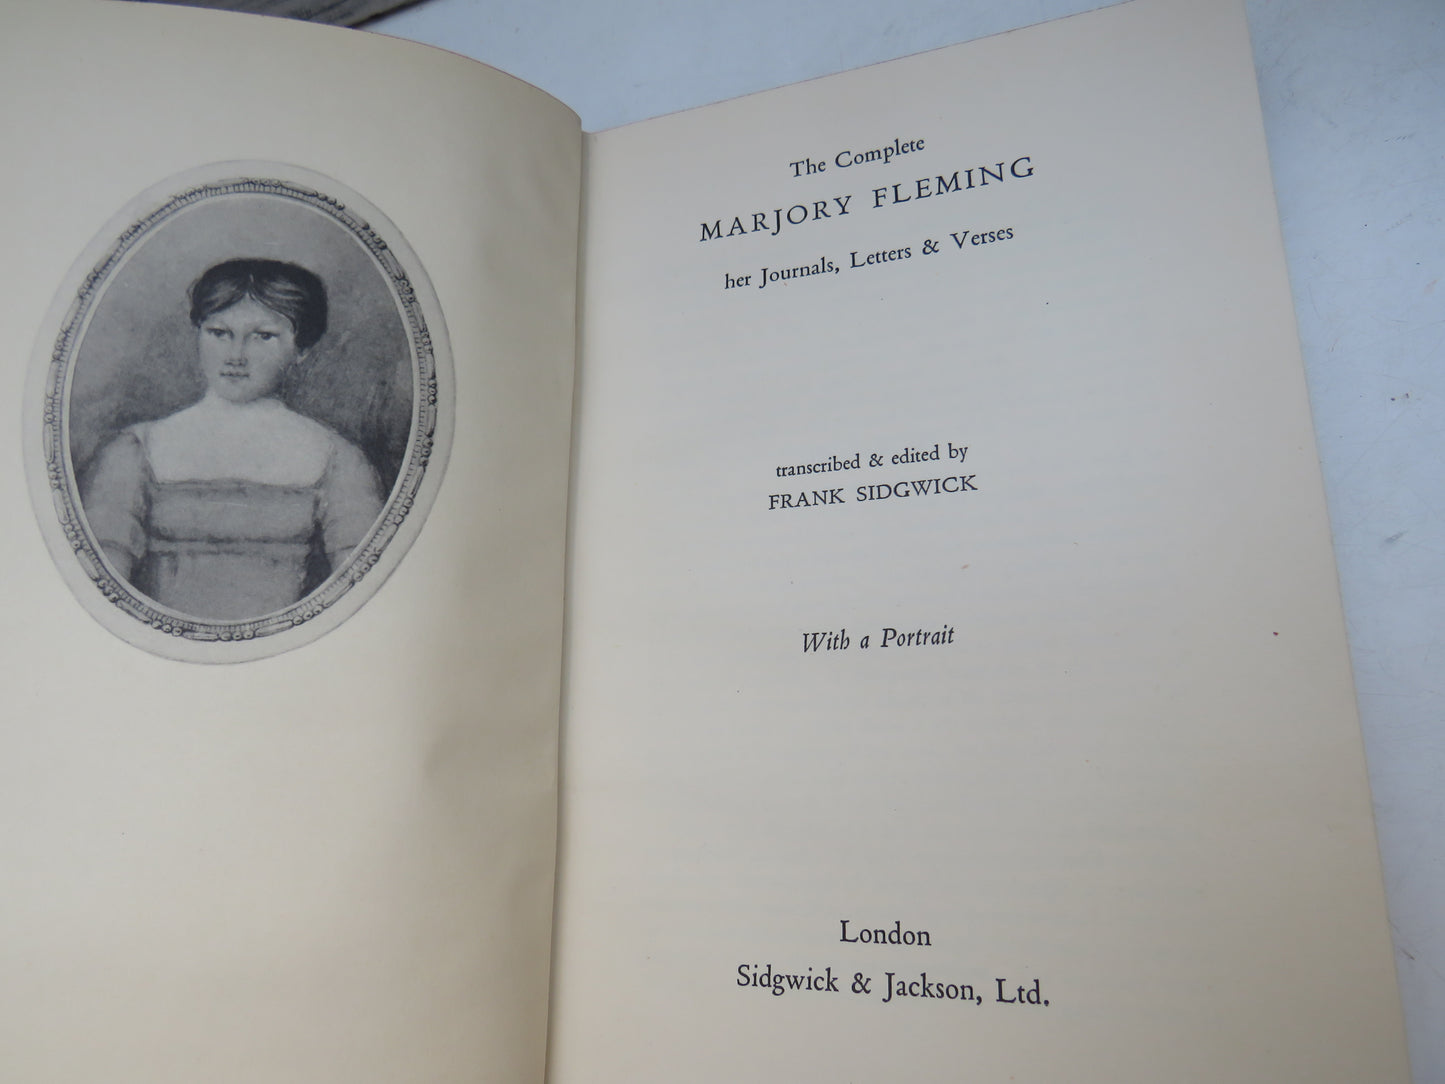 The Complete
MARJORY FLEMING
her Journals, Letters & Verses
transcribed & edited by
FRANK SIDGWICK
With a Portrait
London
Sidgwick & Jackson, Ltd.